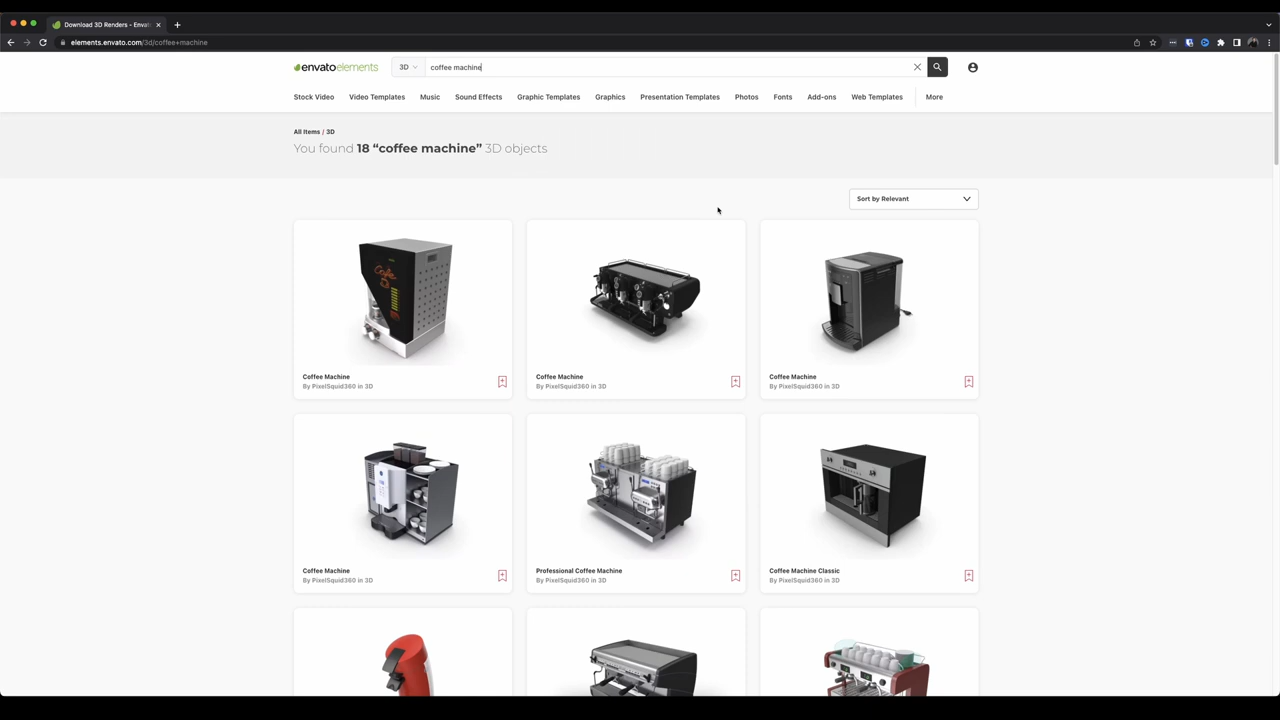 Download 3D Renders - Envato
elements.envato.com/3d/coffee+machine
envatoelements
3D
coffee machine
Stock Video
Video Templates
Music
Sound Effects
Graphic Templates
Graphics
Presentation Templates
Photos
Fonts
Add-ons
Web Templates
More
All Items / 3D
You found 18 “coffee machine” 3D objects
Sort by Relevant
Coffee
Coffee Machine
By PixelSquid360 in 3D
Coffee Machine
By PixelSquid360 in 3D
Coffee Machine
By PixelSquid360 in 3D
Coffee Machine
By PixelSquid360 in 3D
Professional Coffee Machine
By PixelSquid360 in 3D
Coffee Machine Classic
By PixelSquid360 in 3D